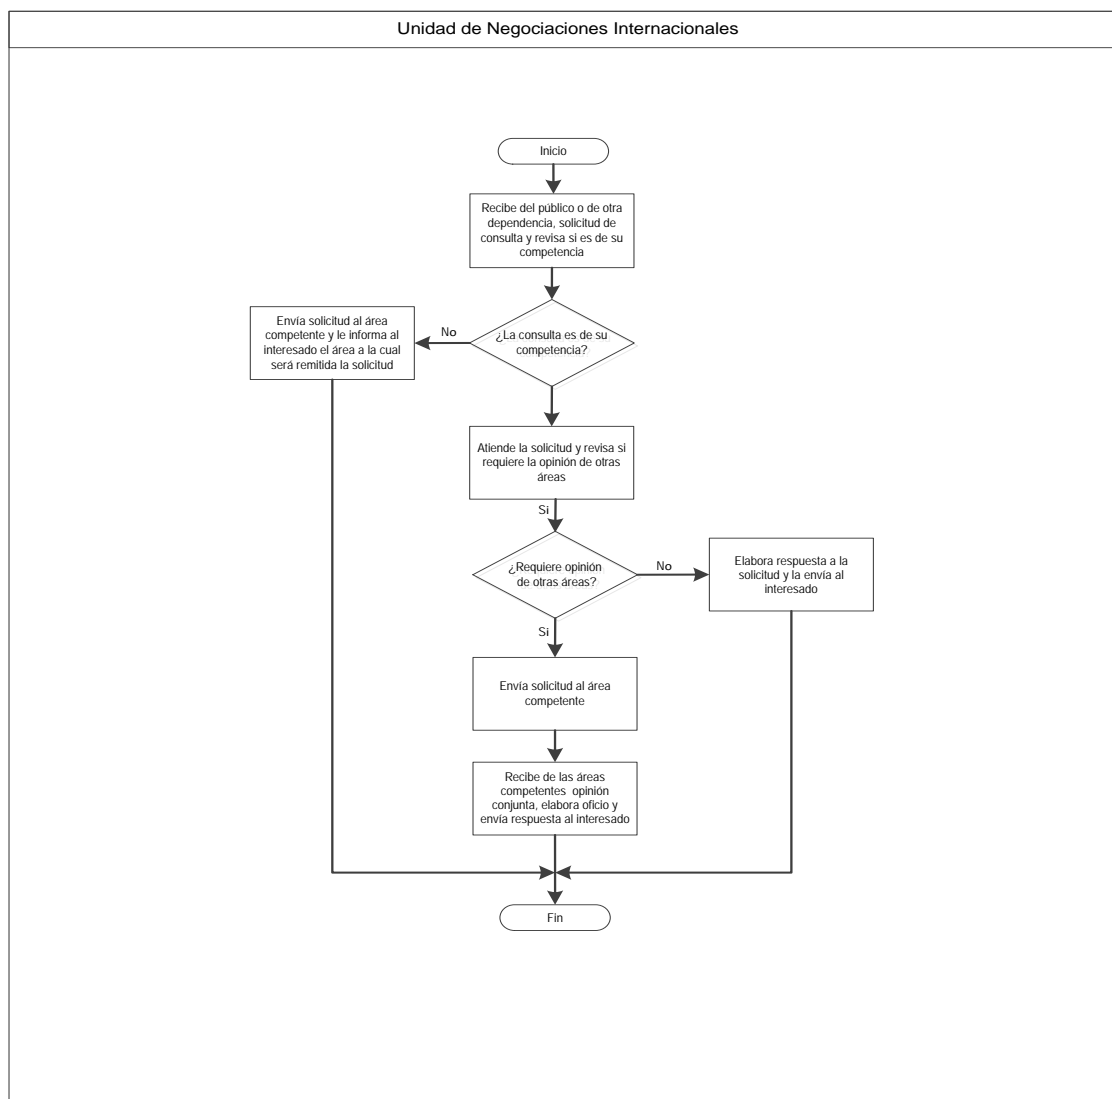 Unidad de Negociaciones Internacionales
Inicio
Recibe del público o de otra
dependencia, solicitud de
consulta y revisa si es de su
competencia
¿La consulta es de su
competencia?
No
Envía solicitud al área
competente y le informa al
interesado el área a la cual
será remitida la solicitud
Atiende la solicitud y revisa si
requiere la opinión de otras
áreas
Si
¿Requiere opinión
de otras áreas?
No
Elabora respuesta a la
solicitud y la envía al
interesado
Si
Envía solicitud al área
competente
Recibe de las áreas
competentes opinión
conjunta, elabora oficio y
envía respuesta al interesado
Fin